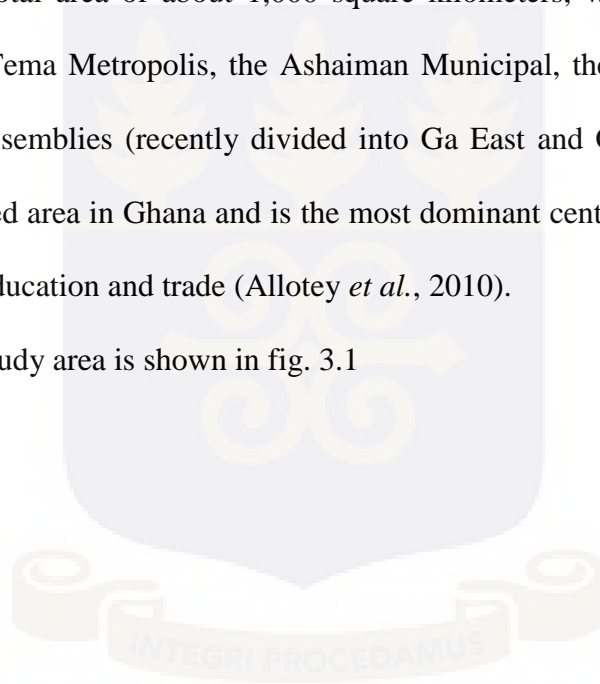 area of about 1,000 square kilometers,
Tema Metropolis, the Ashaiman Municipal, the
semblies (recently divided into Ga East and
ed area in Ghana and is the most dominant cent
ducation and trade (Allotey et al., 2010).
udy area is shown in fig. 3.1
INTEGRI PROCEDAMUS